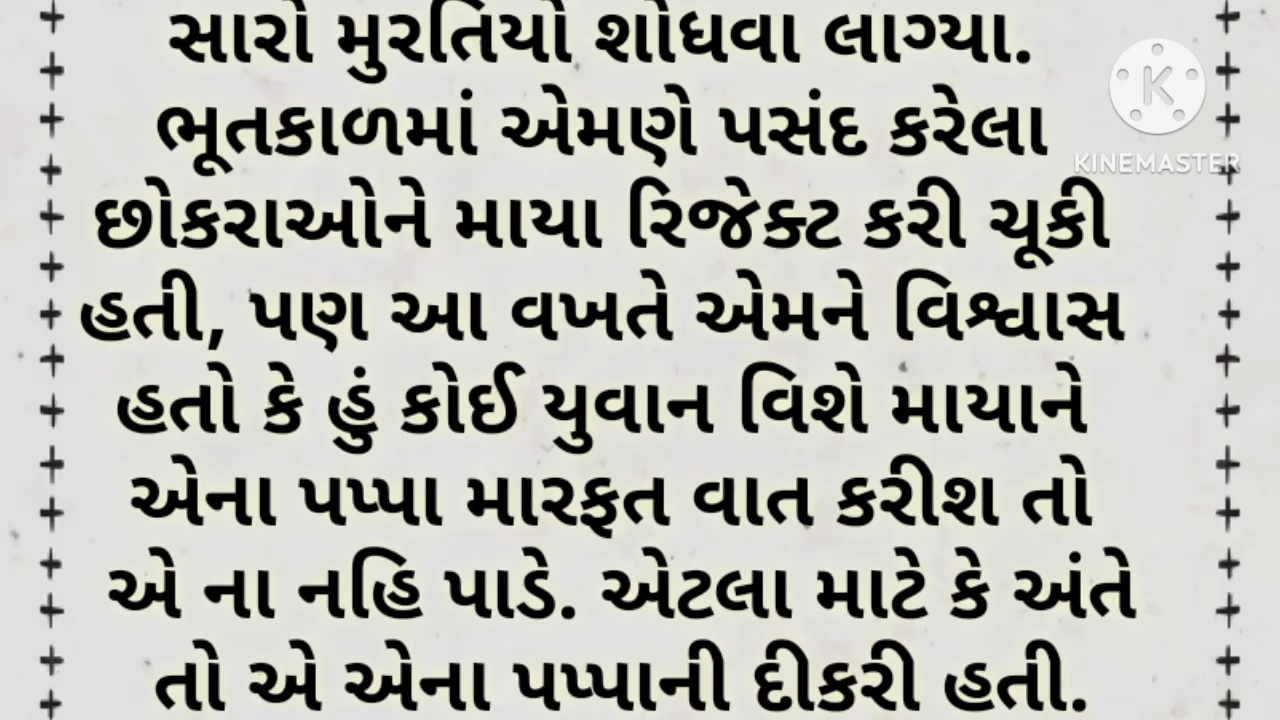 સારો મુરતિયો શોધવા લાગ્યા.
ભૂતકાળમાં એમણે પસંદ કરેલા
છોકરાઓને માયા રિજેક્ટ કરી ચૂકી
હતી, પણ આ વખતે એમને વિશ્વાસ
હતો કે હું કોઈ યુવાન વિશે માયાને
એના પપ્પા મારફત વાત કરીશ તો
એ ના નહિ પાડે. એટલા માટે કે અંતે
તો એ એના પપ્પાની દીકરી હતી.
K
KINEMASTER